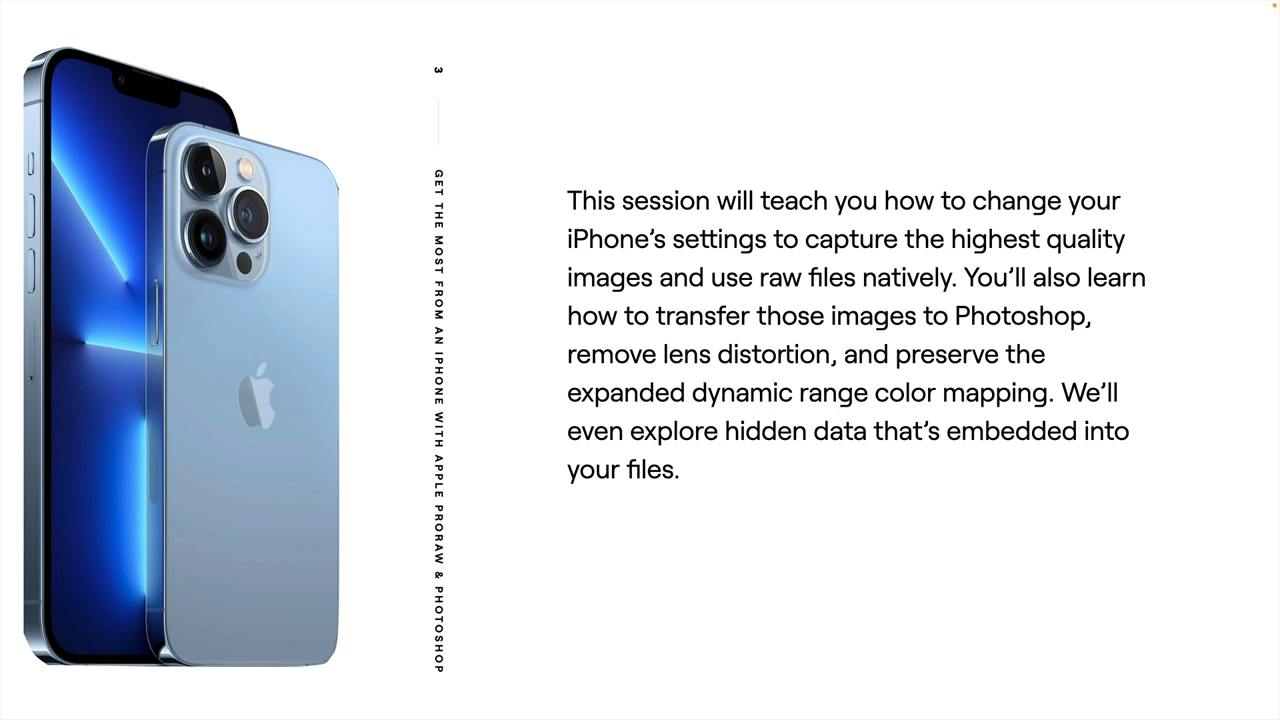 3
GET THE MOST FROM AN IPHONE WITH APPLE PRORAW & PHOTOSHOP
This session will teach you how to change your
iPhone’s settings to capture the highest quality
images and use raw files natively. You’ll also learn
how to transfer those images to Photoshop,
remove lens distortion, and preserve the
expanded dynamic range color mapping. We’ll
even explore hidden data that’s embedded into
your files.